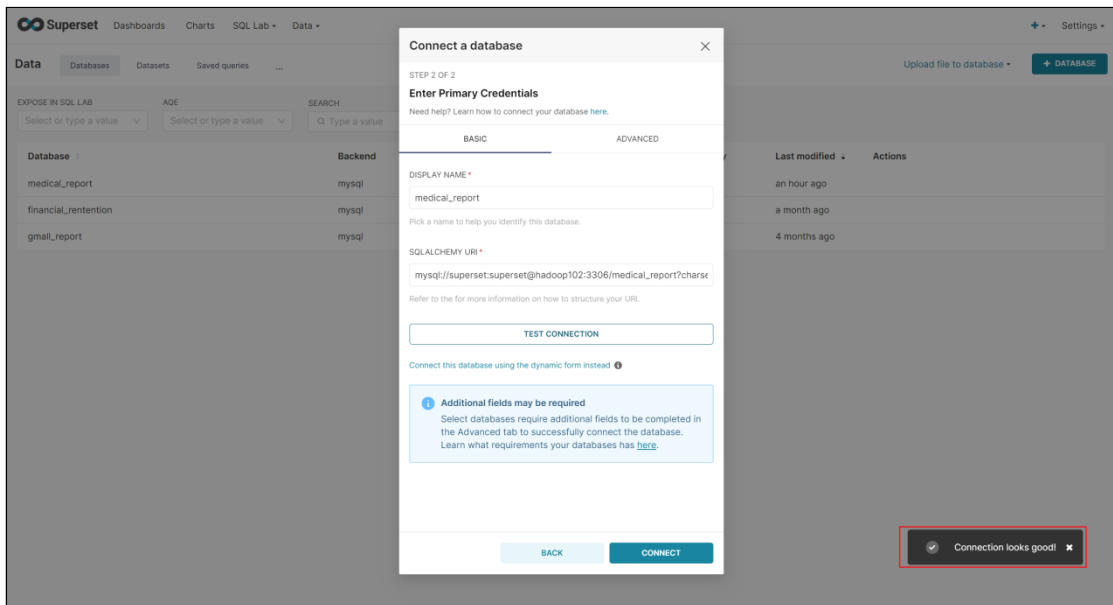 Superset Dashboards Charts SQL Lab Data Settings
Data Databases Datasets Saved queries ... Upload file to database + DATABASE
EXPOSE IN SQL LAB AQE SEARCH
Select or type a value Select or type a value Type a value
Database Backend Last modified Actions
medical_report mysql an hour ago
financial_rentention mysql a month ago
gmall_report mysql 4 months ago
Connect a database
STEP 2 OF 2
Enter Primary Credentials
Need help? Learn how to connect your database here.
BASIC ADVANCED
DISPLAY NAME *
medical_report
Pick a name to help you identify this database.
SQLALCHEMY URI *
mysql://superset:superset@hadoop102:3306/medical_report?charse
Refer to the for more information on how to structure your URI.
TEST CONNECTION
Connect this database using the dynamic form instead
Additional fields may be required
Select databases require additional fields to be completed in
the Advanced tab to successfully connect the database.
Learn what requirements your databases has here.
BACK CONNECT
Connection looks good!